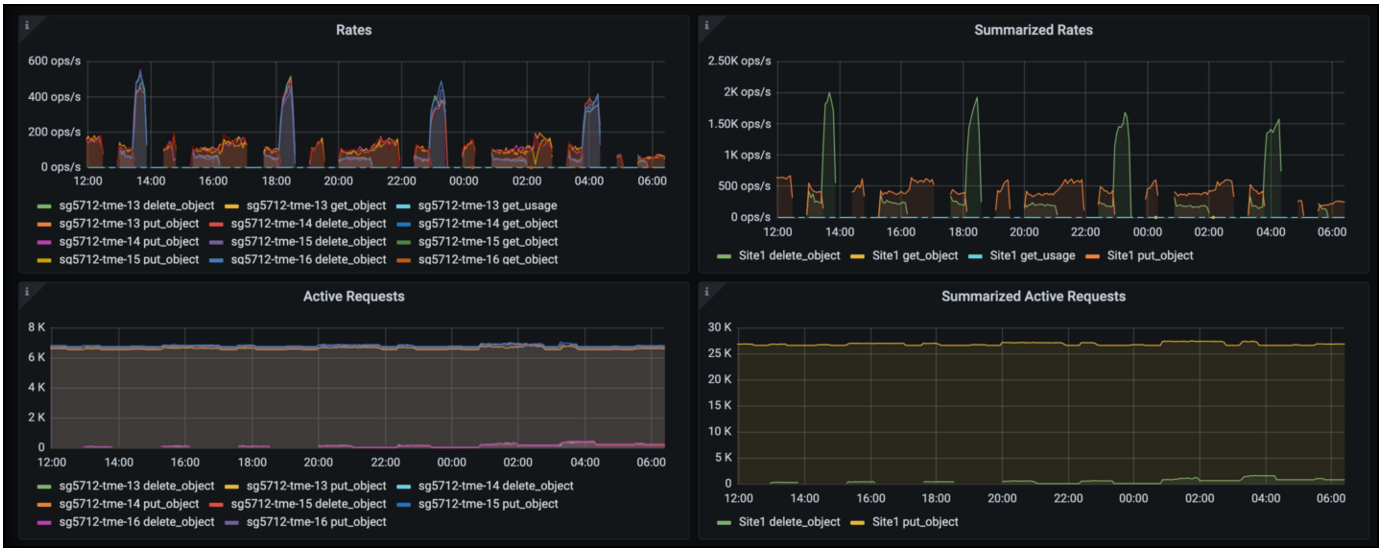 Rates
600 ops/s
400 ops/s
200 ops/s
0 ops/s
12:00 14:00 16:00 18:00 20:00 22:00 00:00 02:00 04:00 06:00
sg5712-tme-13 delete_object sg5712-tme-13 get_object sg5712-tme-13 get_usage
sg5712-tme-13 put_object sg5712-tme-14 delete_object sg5712-tme-14 get_object
sg5712-tme-14 put_object sg5712-tme-15 delete_object sg5712-tme-15 get_object
sg5712-tme-15 put_object sg5712-tme-16 delete_object sg5712-tme-16 get_object
Summarized Rates
2.50K ops/s
2K ops/s
1.50K ops/s
1K ops/s
500 ops/s
0 ops/s
12:00 14:00 16:00 18:00 20:00 22:00 00:00 02:00 04:00 06:00
Site1 delete_object Site1 get_object Site1 get_usage Site1 put_object
Active Requests
8 K
6 K
4 K
2 K
0
12:00 14:00 16:00 18:00 20:00 22:00 00:00 02:00 04:00 06:00
sg5712-tme-13 delete_object sg5712-tme-13 put_object sg5712-tme-14 delete_object
sg5712-tme-14 put_object sg5712-tme-15 delete_object sg5712-tme-15 put_object
sg5712-tme-16 delete_object sg5712-tme-16 put_object
Summarized Active Requests
30 K
25 K
20 K
15 K
10 K
5 K
0
12:00 14:00 16:00 18:00 20:00 22:00 00:00 02:00 04:00 06:00
Site1 delete_object Site1 put_object